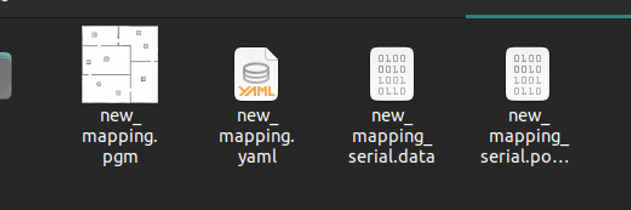 0100
0010
1001
0110
0100
0010
1001
0110
YAML
new_
mapping.
pgm
new_
mapping.
yaml
new_
mapping_
serial.data
new_
mapping_
serial.po...